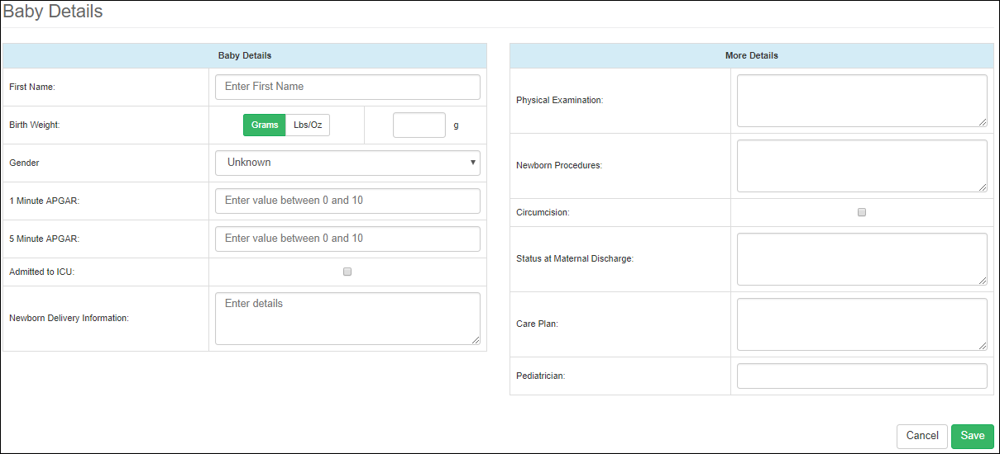 Baby Details
Baby Details
First Name:
Enter First Name
Birth Weight:
Grams
Lbs/Oz
g
Gender
Unknown
1 Minute APGAR:
Enter value between 0 and 10
5 Minute APGAR:
Enter value between 0 and 10
Admitted to ICU:
Newborn Delivery Information:
Enter details
More Details
Physical Examination:
Newborn Procedures:
Circumcision:
Status at Maternal Discharge:
Care Plan:
Pediatrician:
Cancel
Save